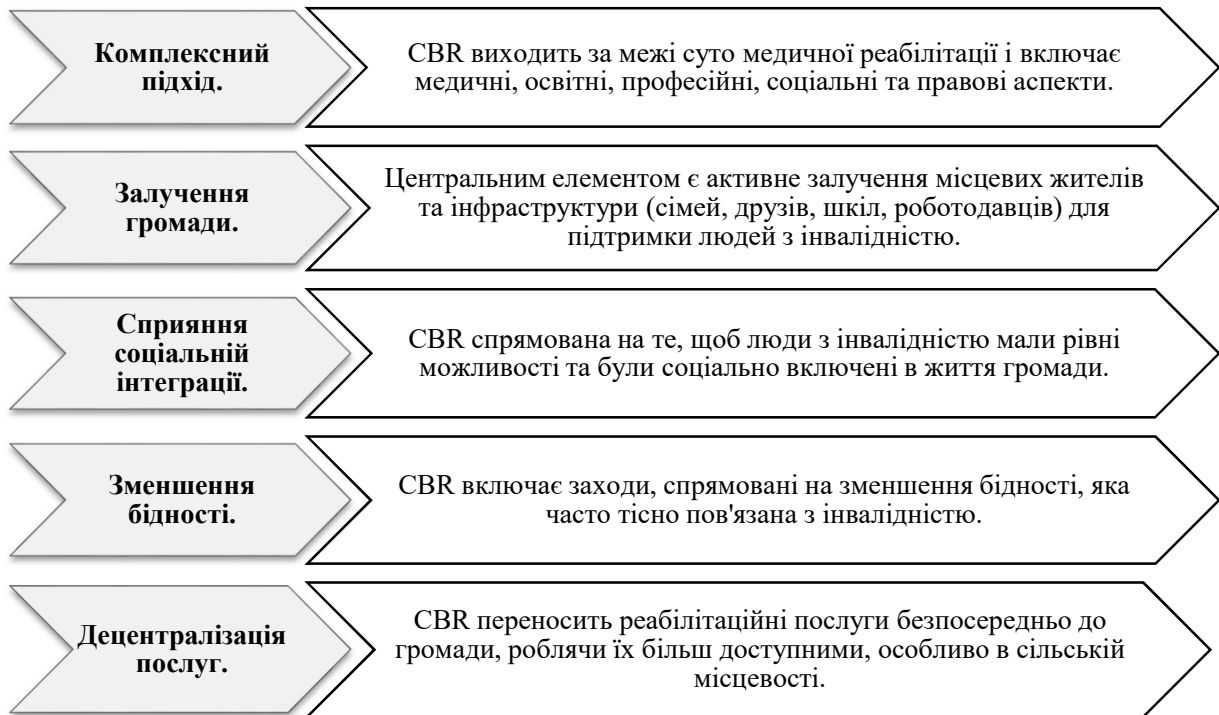 Комплексний
підхід.
CBR виходить за межі суто медичної реабілітації і включає
медичні, освітні, професійні, соціальні та правові аспекти.
Залучення
громади.
Центральним елементом є активне залучення місцевих жителів
та інфраструктури (сімей, друзів, шкіл, роботодавців) для
підтримки людей з інвалідністю.
Сприяння
соціальній
інтеграції.
CBR спрямована на те, щоб люди з інвалідністю мали рівні
можливості та були соціально включені в життя громади.
Зменшення
бідності.
CBR включає заходи, спрямовані на зменшення бідності, яка
часто тісно пов'язана з інвалідністю.
Децентралізація
послуг.
CBR переносить реабілітаційні послуги безпосередньо до
громади, роблячи їх більш доступними, особливо в сільській
місцевості.